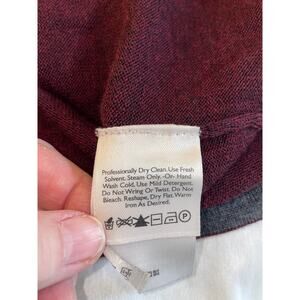 Professionally Dry Clean. Use Fresh
Solvent. Steam Only. -Or- Hand
Wash Cold. Use Mild Detergent.
Do Not Wring Or Twist. Do Not
Bleach. Reshape, Dry Flat. Warm
Iron As Desired.